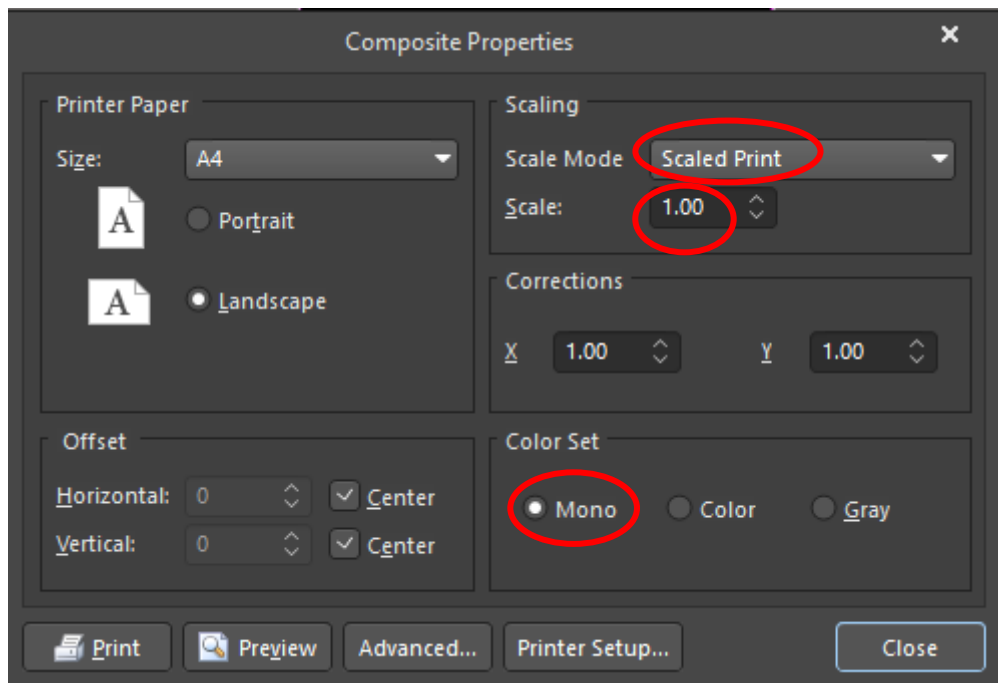 Composite Properties
Printer Paper
Size: A4
A Portrait
A Landscape
Scaling
Scale Mode Scaled Print
Scale: 1.00
Corrections
X 1.00 Y 1.00
Offset
Horizontal: 0 Center
Vertical: 0 Center
Color Set
Mono Color Gray
Print Preview Advanced... Printer Setup... Close